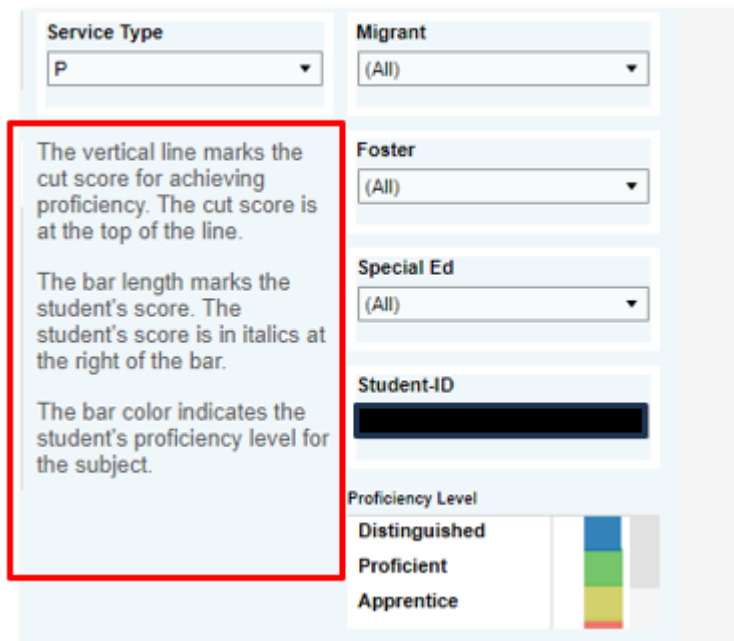 Service Type
P
Migrant
(All)
The vertical line marks the
cut score for achieving
proficiency. The cut score is
at the top of the line.
The bar length marks the
student's score. The
student's score is in italics at
the right of the bar.
The bar color indicates the
student's proficiency level for
the subject.
Foster
(All)
Special Ed
(All)
Student-ID
Proficiency Level
Distinguished
Proficient
Apprentice